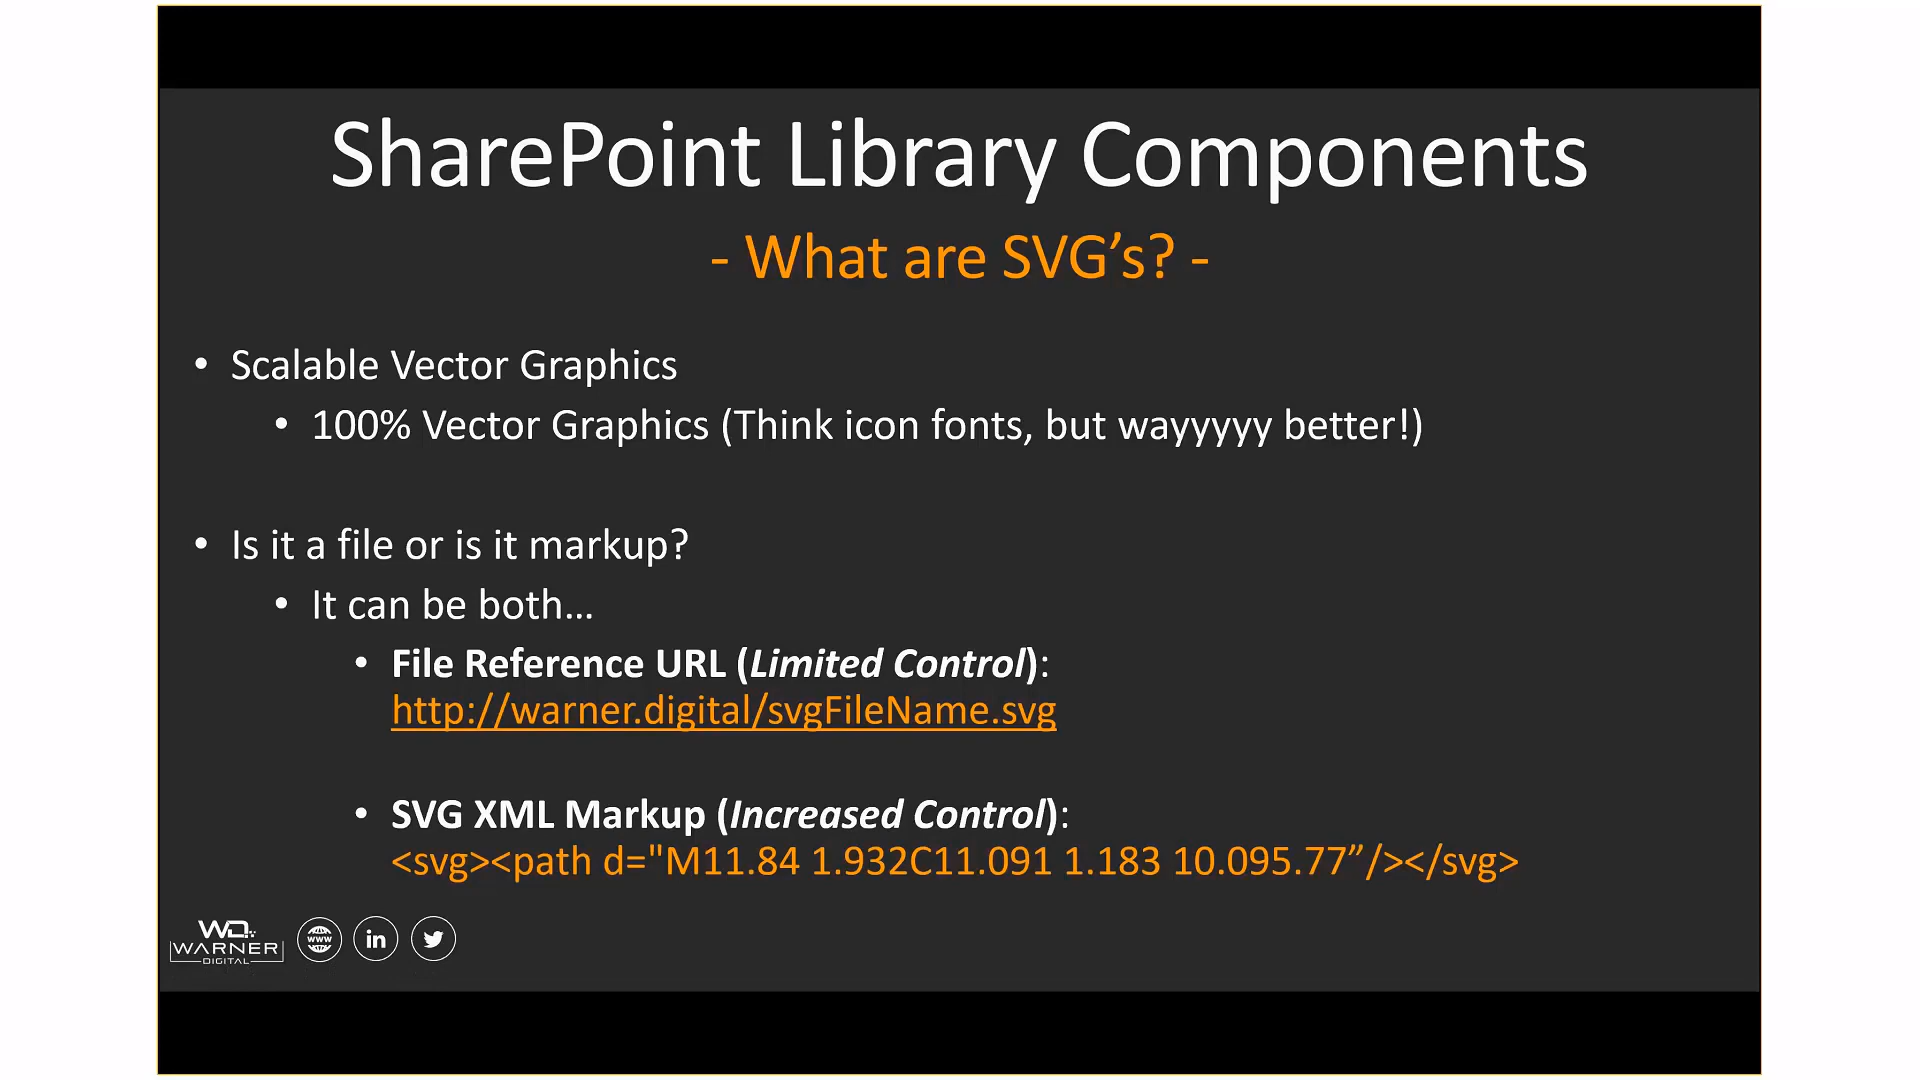 SharePoint Library Components
- What are SVG’s? -
• Scalable Vector Graphics
• 100% Vector Graphics (Think icon fonts, but wayyyyy better!)
• Is it a file or is it markup?
• It can be both…
• File Reference URL (Limited Control):
http://warner.digital/svgFileName.svg
• SVG XML Markup (Increased Control):
<svg><path d="M11.84 1.932C11.091 1.183 10.095.77”/></svg>
WD
WARNER
DIGITAL
www
in